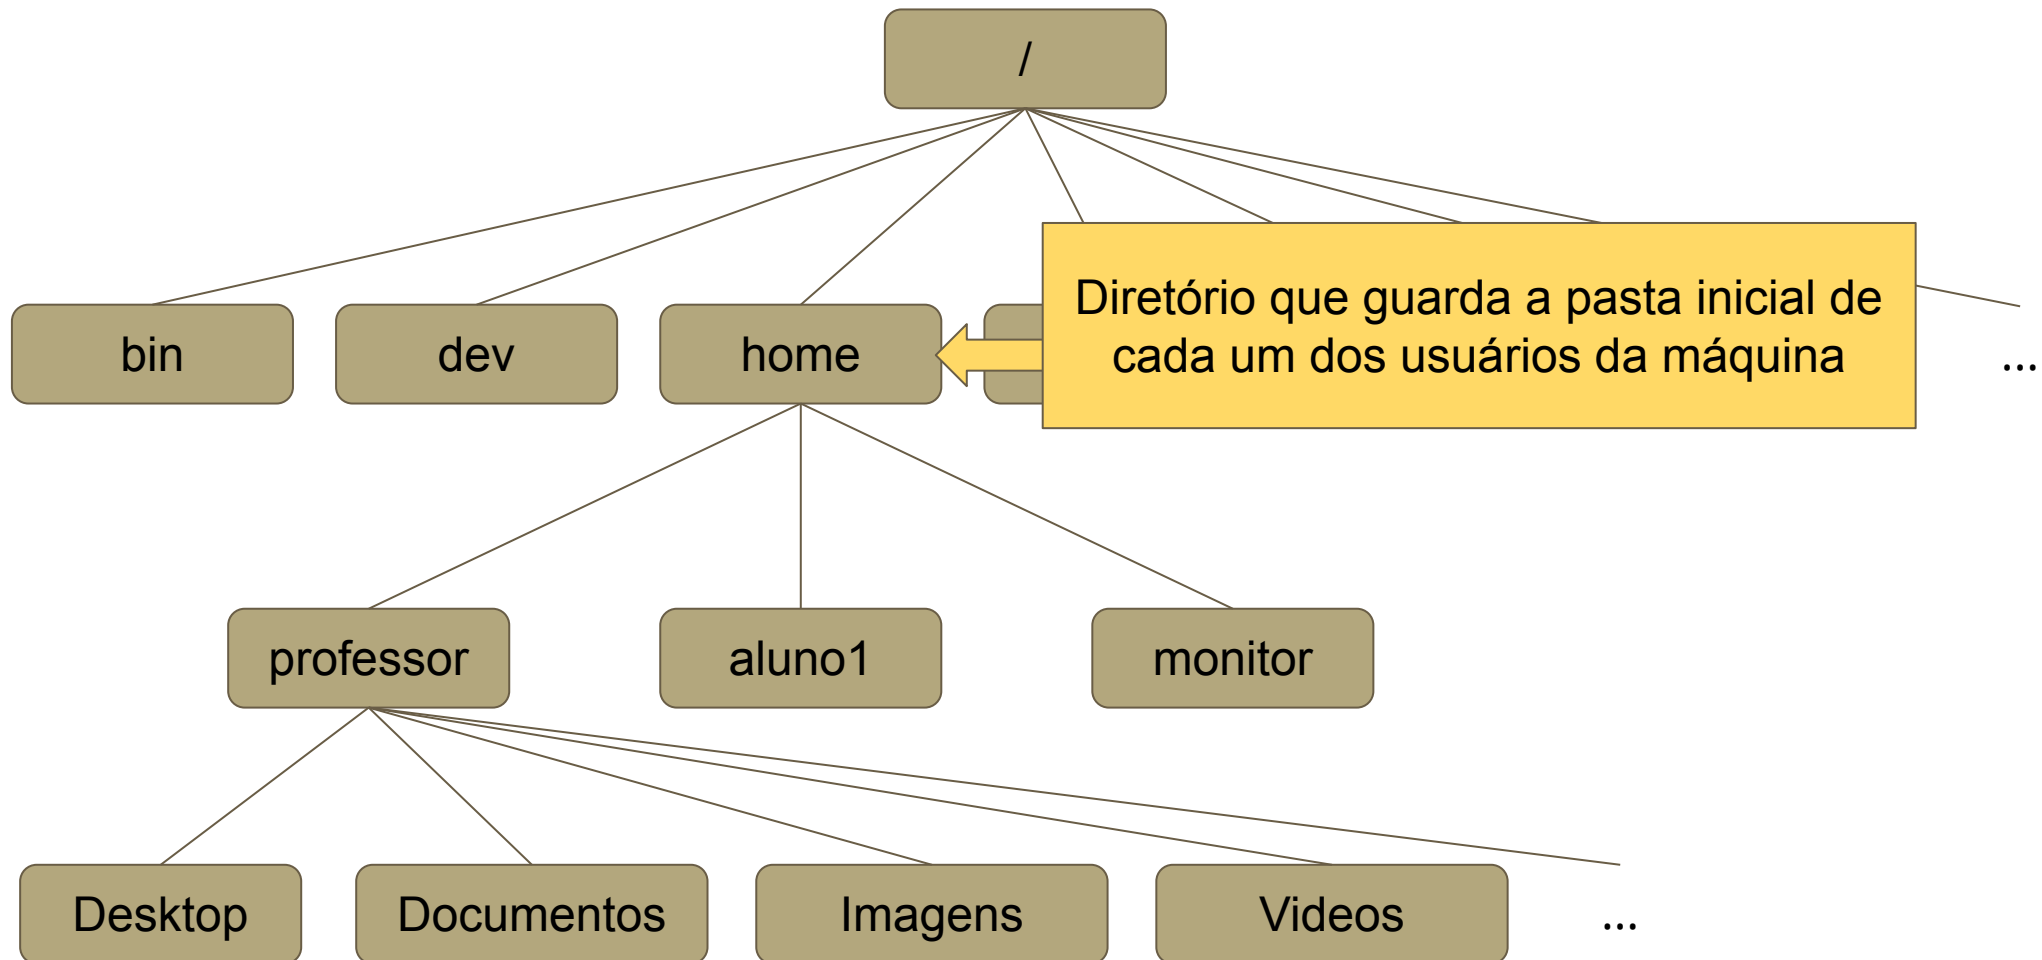 /
bin
dev
home
Diretório que guarda a pasta inicial de
cada um dos usuários da máquina
...
professor
aluno1
monitor
Desktop
Documentos
Imagens
Videos
...